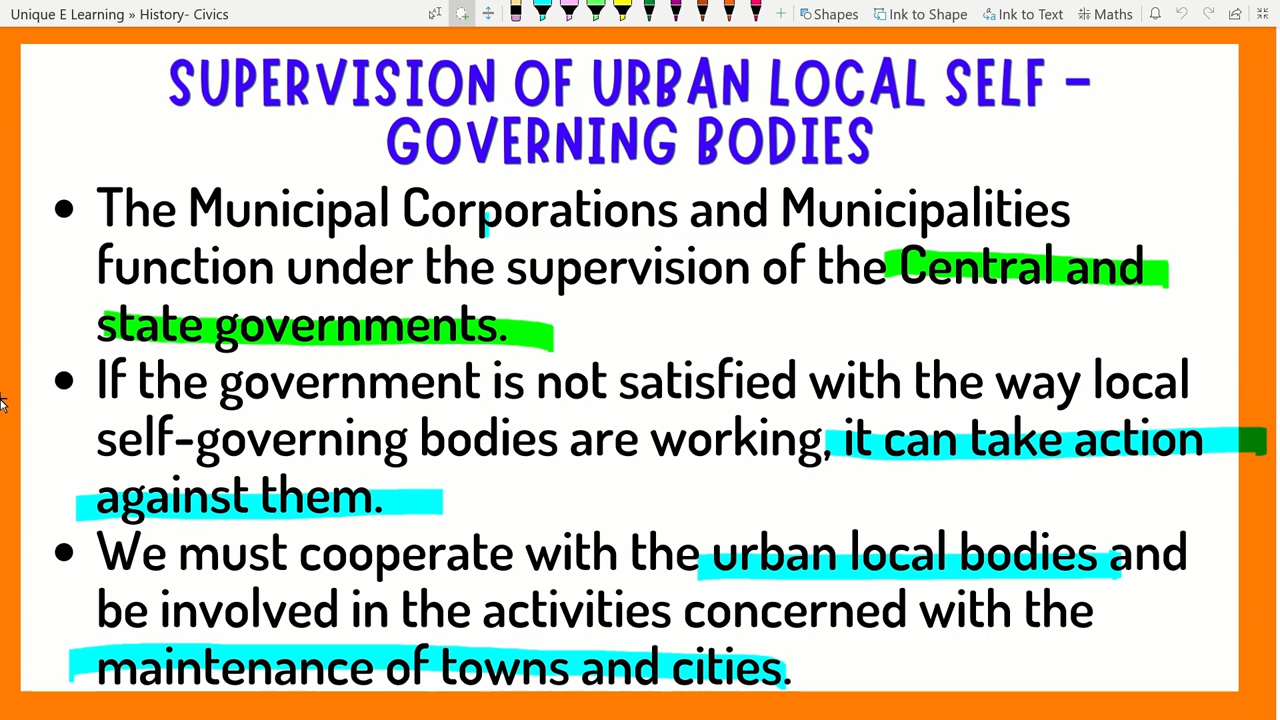 Unique E Learning » History- Civics
Shapes
Ink to Shape
Ink to Text
Maths
SUPERVISION OF URBAN LOCAL SELF –
GOVERNING BODIES
• The Municipal Corporations and Municipalities
function under the supervision of the Central and
state governments.
• If the government is not satisfied with the way local
self-governing bodies are working, it can take action
against them.
• We must cooperate with the urban local bodies and
be involved in the activities concerned with the
maintenance of towns and cities.